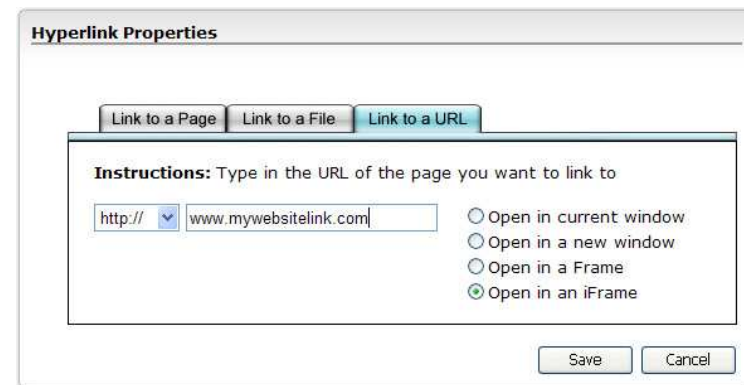 Hyperlink Properties
Link to a Page Link to a File Link to a URL
Instructions: Type in the URL of the page you want to link to
http:// www.mywebsitelink.com
Open in current window
Open in a new window
Open in a Frame
Open in an iFrame
Save Cancel